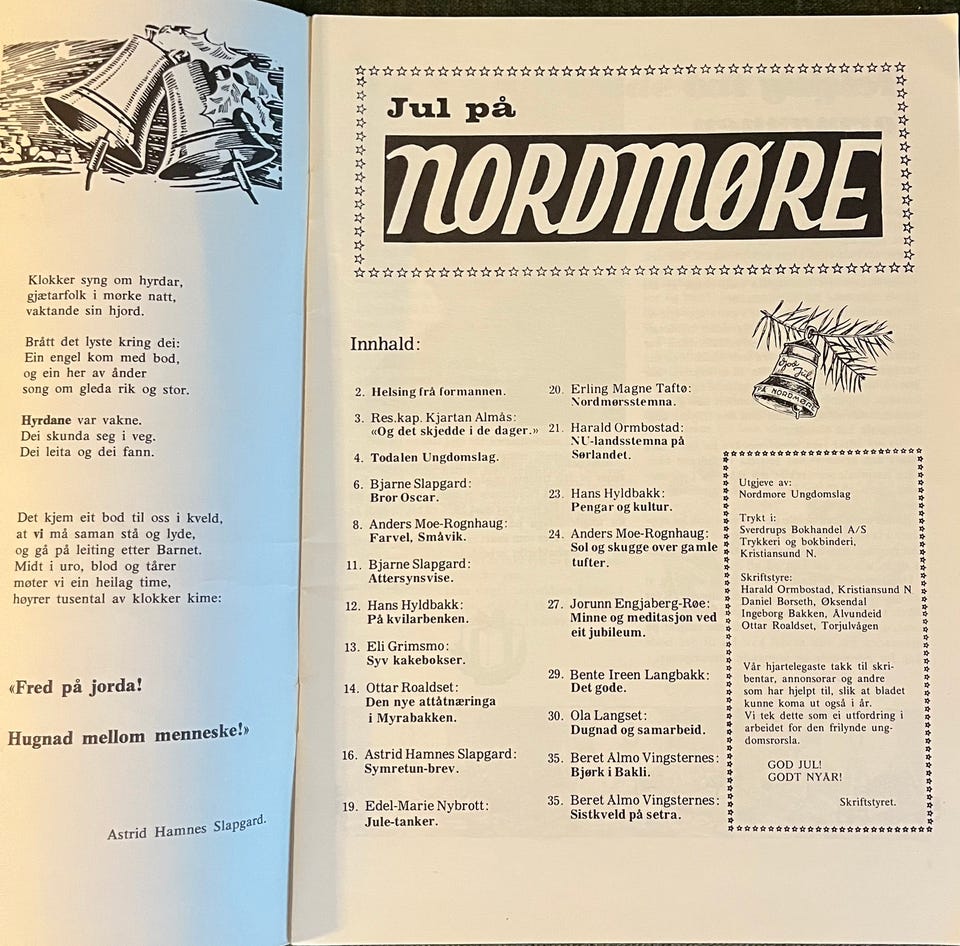 Klokker syng om hyrdar,
gjætarfolk i mørke natt,
vaktande sin hjord.
Brått det lyste kring dei:
Ein engel kom med bod,
og ein her av ånder
song om gleda rik og stor.
Hyrdane var vakne.
Dei skunda seg i veg.
Dei leita og dei fann.
Det kjem eit bod til oss i kveld,
at vi må saman stå og lyde,
og gå på leiting etter Barnet.
Midt i uro, blod og tårer
møter vi ein heilag time,
høyrer tusental av klokker kime:
«Fred på jorda!
Hugnad mellom menneske!»
Astrid Hamnes Slapgard.
Jul på
NORDMØRE
Innhald:
2. Helsing frå formannen.
3. Res.kap. Kjartan Almås:
«Og det skjedde i de dager.»
4. Todalen Ungdomslag.
6. Bjarne Slapgard:
Bror Oscar.
8. Anders Moe-Rognhaug:
Farvel, Småvik.
11. Bjarne Slapgard:
Attersynsvise.
12. Hans Hyldbakk:
På kvilarbenken.
13. Eli Grimsmo:
Syv kakebokser.
14. Ottar Roaldset:
Den nye attåtnæringa
i Myrabakken.
16. Astrid Hamnes Slapgard:
Symretun-brev.
19. Edel-Marie Nybrott:
Jule-tanker.
20. Erling Magne Taftø:
Nordmørsstemna.
21. Harald Ormbostad:
NU-landsstemna på
Sørlandet.
23. Hans Hyldbakk:
Pengar og kultur.
24. Anders Moe-Rognhaug:
Sol og skugge over gamle
tufter.
27. Jorunn Engjaberg-Røe:
Minne og meditasjon ved
eit jubileum.
29. Bente Ireen Langbakk:
Det gode.
30. Ola Langset:
Dugnad og samarbeid.
35. Beret Almo Vingsternes:
Bjørk i Bakli.
35. Beret Almo Vingsternes:
Sistkveld på setra.
God Jul
PÅ NORDMØRE
Utgjeve av:
Nordmøre Ungdomslag
Trykt i:
Sverdrups Bokhandel A/S
Trykkeri og bokbinderi,
Kristiansund N.
Skriftstyre:
Harald Ormbostad, Kristiansund N
Daniel Børseth, Øksendal
Ingeborg Bakken, Ålvundeid
Ottar Roaldset, Torjulvågen
Vår hjartelegaste takk til skri-
bentar, annonsørar og andre
som har hjelpt til, slik at bladet
kunne koma ut også i år.
Vi tek dette som ei utfordring i
arbeidet for den frilynde ung-
domsrørsla.
GOD JUL!
GODT NYÅR!
Skriftstyret.